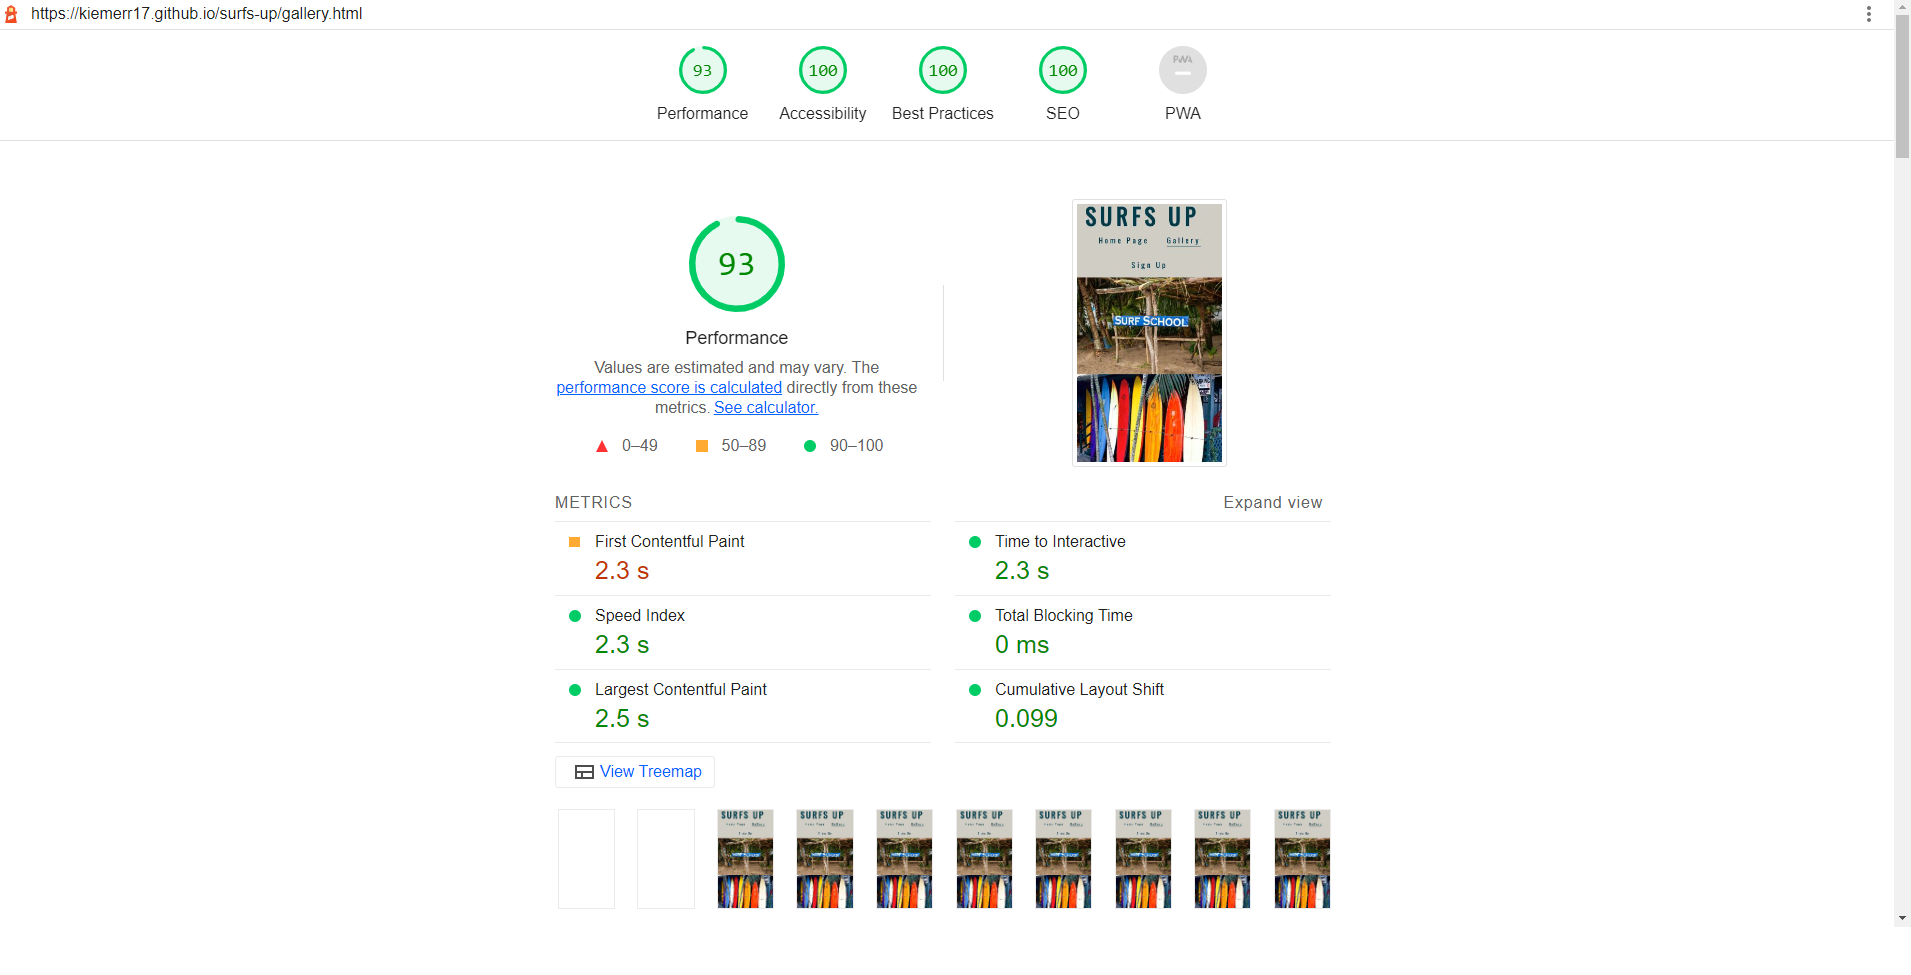 https://kiemerr17.github.io/surfs-up/gallery.html
93 100 100 100 PWA
Performance Accessibility Best Practices SEO PWA
SURFS UP
Home Page Gallery
Sign Up
SURF SCHOOL
93
Performance
Values are estimated and may vary. The
performance score is calculated directly from these
metrics. See calculator.
0–49 50–89 90–100
METRICS Expand view
First Contentful Paint Time to Interactive
2.3 s 2.3 s
Speed Index Total Blocking Time
2.3 s 0 ms
Largest Contentful Paint Cumulative Layout Shift
2.5 s 0.099
View Treemap
SURFS UP SURFS UP SURFS UP SURFS UP SURFS UP SURFS UP SURFS UP SURFS UP